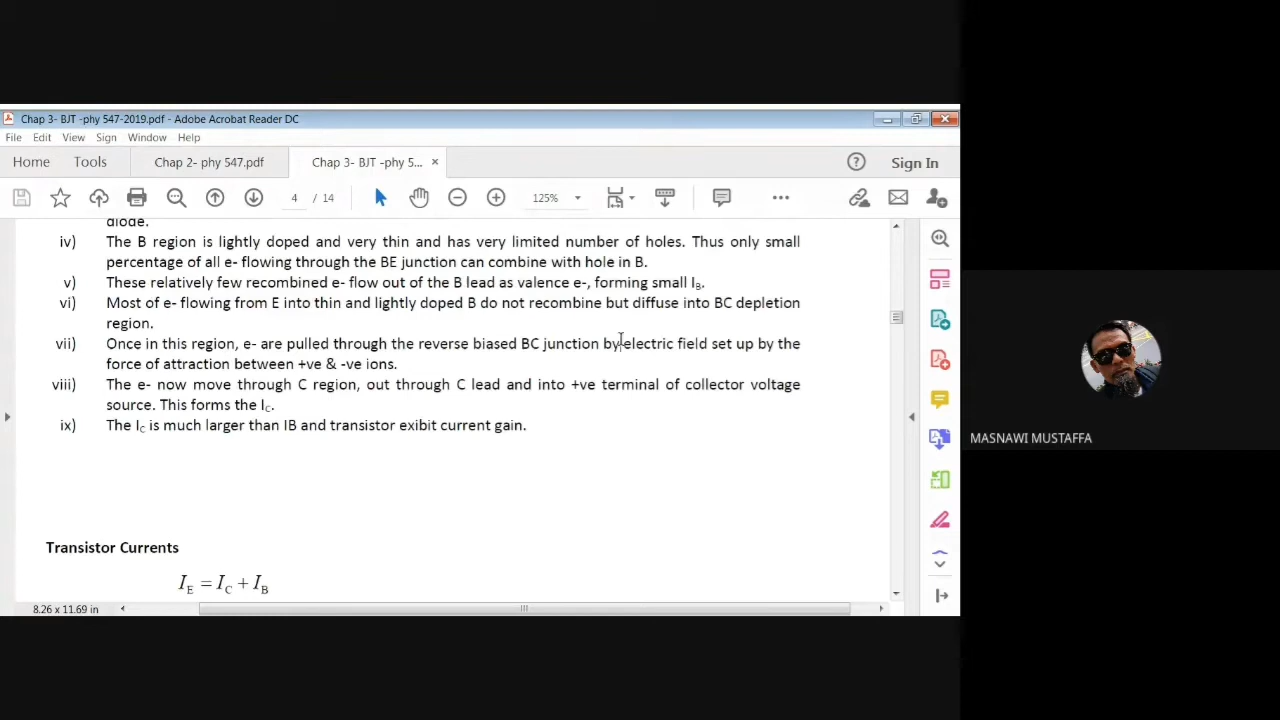 Chap 3- BJT -phy 547-2019.pdf - Adobe Acrobat Reader DC
File Edit View Sign Window Help
Home Tools Chap 2- phy 547.pdf Chap 3- BJT -phy 5... × ? Sign In
4 / 14 125%
diode.
iv) The B region is lightly doped and very thin and has very limited number of holes. Thus only small
percentage of all e- flowing through the BE junction can combine with hole in B.
v) These relatively few recombined e- flow out of the B lead as valence e-, forming small I_B.
vi) Most of e- flowing from E into thin and lightly doped B do not recombine but diffuse into BC depletion
region.
vii) Once in this region, e- are pulled through the reverse biased BC junction by electric field set up by the
force of attraction between +ve & -ve ions.
viii) The e- now move through C region, out through C lead and into +ve terminal of collector voltage
source. This forms the I_C.
ix) The I_C is much larger than IB and transistor exibit current gain.
Transistor Currents
I_E = I_C + I_B
8.26 x 11.69 in
MASNAWI MUSTAFFA